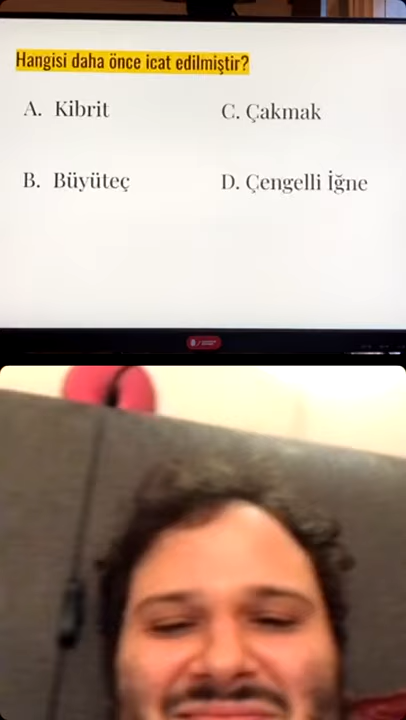 Hangisi daha önce icat edilmiştir?
A. Kibrit
C. Çakmak
B. Büyüteç
D. Çengelli İğne